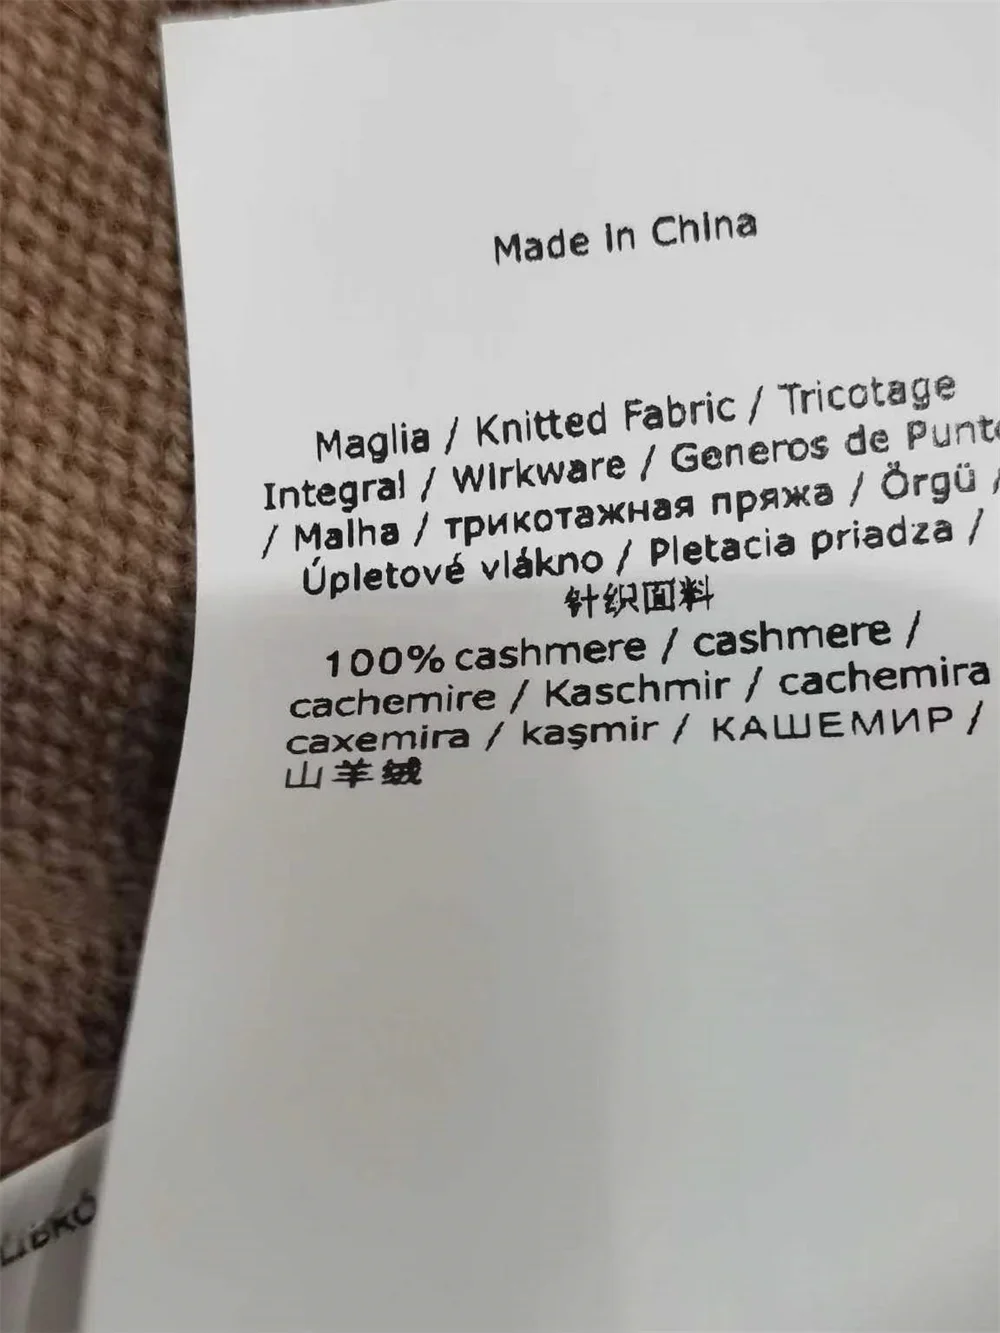 Made in China
Maglia / Knitted Fabric / Tricotage
Integral / Wirkware / Generos de Punto
/ Malha / трикотажная пряжа / Örgü /
Úpletové vlákno / Pletacia priadza /
针织面料
100% cashmere / cashmere /
cachemire / Kaschmir / cachemira
caxemira / kaşmir / КАШЕМИР /
山羊绒